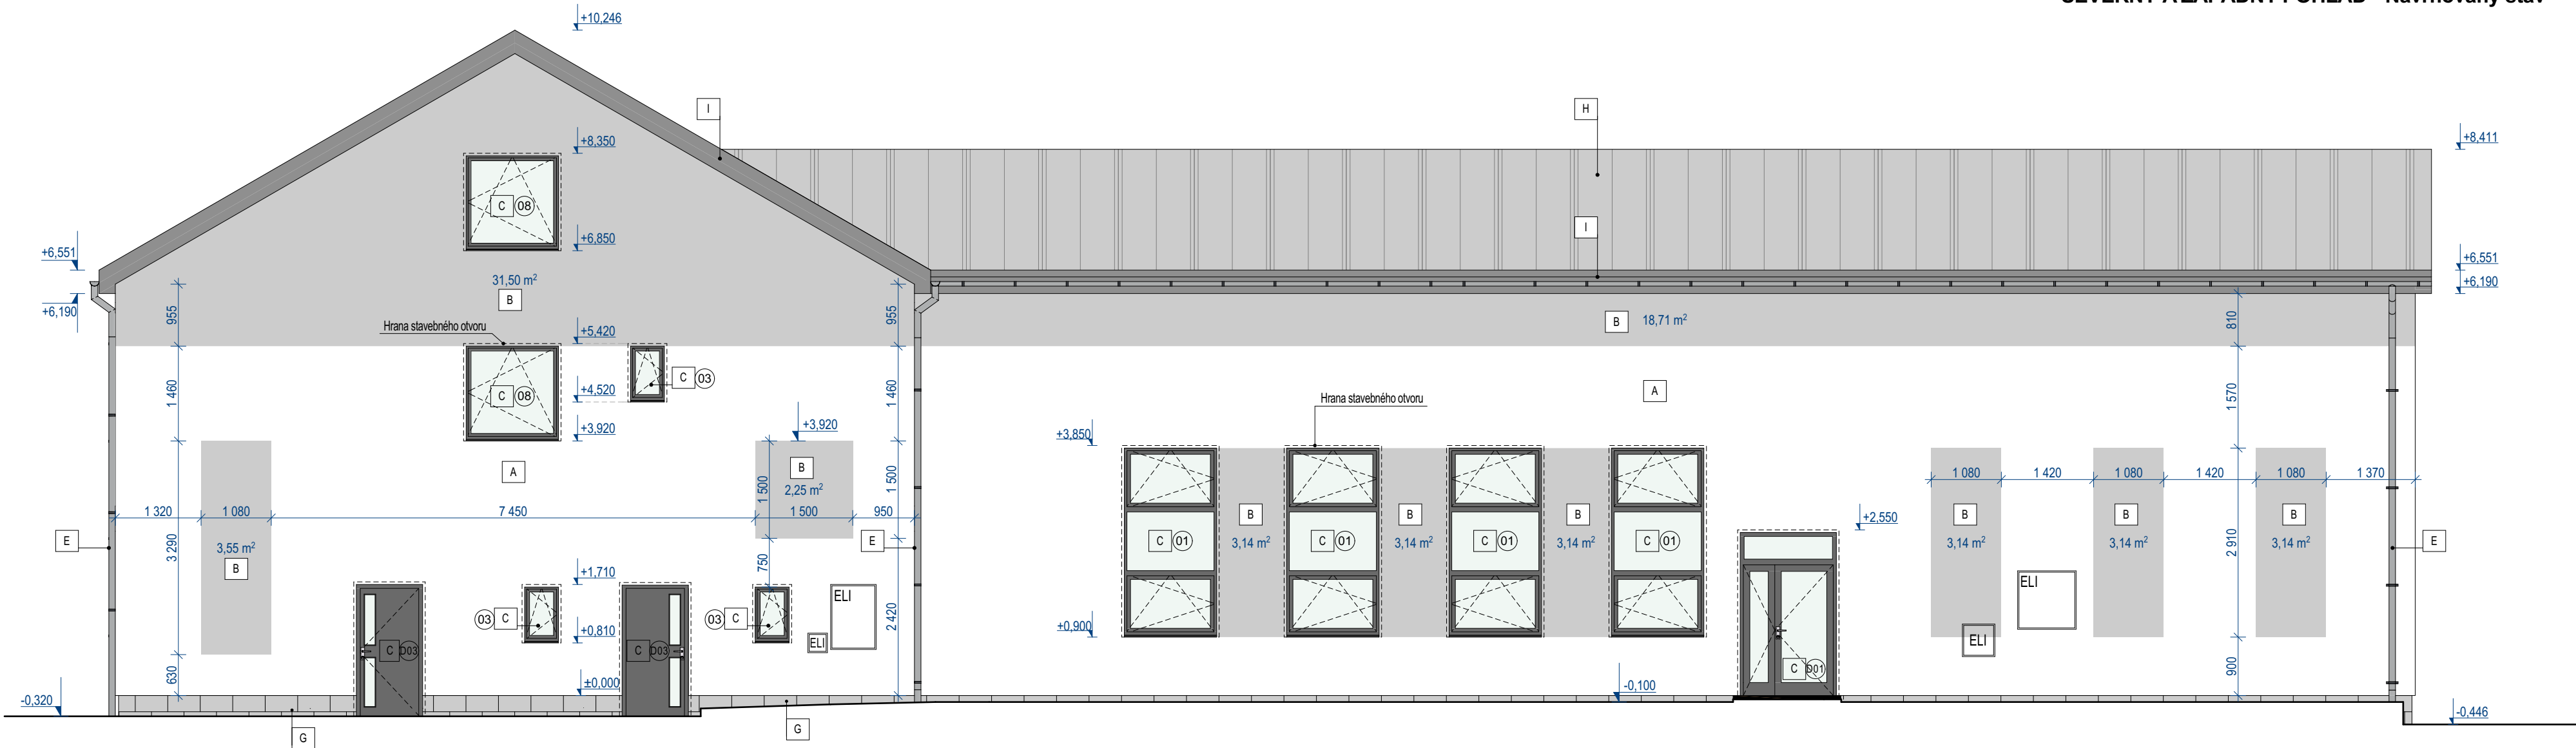 +10,246
I
H
+8,350
+8,411
C 08
+6,850
I
+6,551
+6,551
31,50 m²
+6,190
B
+6,190
955
955
B 18,71 m²
810
Hrana stavebného otvoru
+5,420
C 03
+4,520
1 460
C 08
1 460
A
1 570
Hrana stavebného otvoru
+3,920
+3,920
+3,850
A
B
2,25 m²
1 500
1 500
1 080 1 420 1 080 1 420 1 080 1 370
1 320 1 080 7 450 1 500 950
B B B B B B
+2,550
E
3,55 m²
B
3 290
E
C 01 3,14 m² C 01 3,14 m² C 01 3,14 m² C 01
3,14 m² 3,14 m² 3,14 m²
2 910
E
750
+1,710
ELI
ELI
03 C
03 C
2 420
+0,810
+0,900
ELI
ELI
C D03
C D03
C D01
630
900
±0,000
-0,320
-0,100
-0,446
G
G